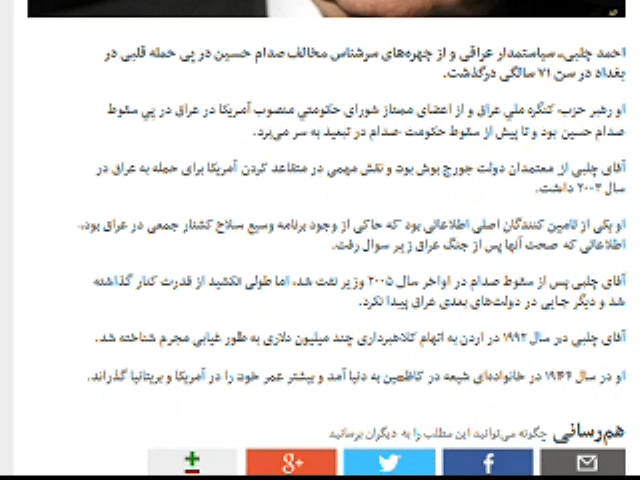 احمد چلبی، سیاستمدار عراقی و از چهره‌های سرشناس مخالف صدام حسین در پی حمله قلبی در
بغداد در سن ۷۱ سالگی درگذشت.
او رهبر حزب کنگره ملی عراق و از اعضای ممتاز شورای حکومتی منصوب آمریکا در عراق در پی سقوط
صدام حسین بود و تا پیش از سقوط حکومت صدام در تبعید به سر می‌برد.
آقای چلبی از معتمدان دولت جورج بوش بود و نقش مهمی در متقاعد کردن آمریکا برای حمله به عراق در
سال ۲۰۰۳ داشت.
او یکی از تامین کنندگان اصلی اطلاعاتی بود که حاکی از وجود برنامه وسیع سلاح کشتار جمعی در عراق بود،
اطلاعاتی که صحت آنها پس از جنگ عراق زیر سوال رفت.
آقای چلبی پس از سقوط صدام در اواخر سال ۲۰۰۵ وزیر نفت شد، اما طولی نکشید از قدرت کنار گذاشته
شد و دیگر جایی در دولت‌های بعدی عراق پیدا نکرد.
آقای چلبی در سال ۱۹۹۲ در اردن به اتهام کلاهبرداری چند میلیون دلاری به طور غیابی مجرم شناخته شد.
او در سال ۱۹۴۴ در خانواده‌ای شیعه در کاظمین به دنیا آمد و بیشتر عمر خود را در آمریکا و بریتانیا گذراند.
هم‌رسانی چگونه می‌توانید این مطلب را به دیگران برسانید